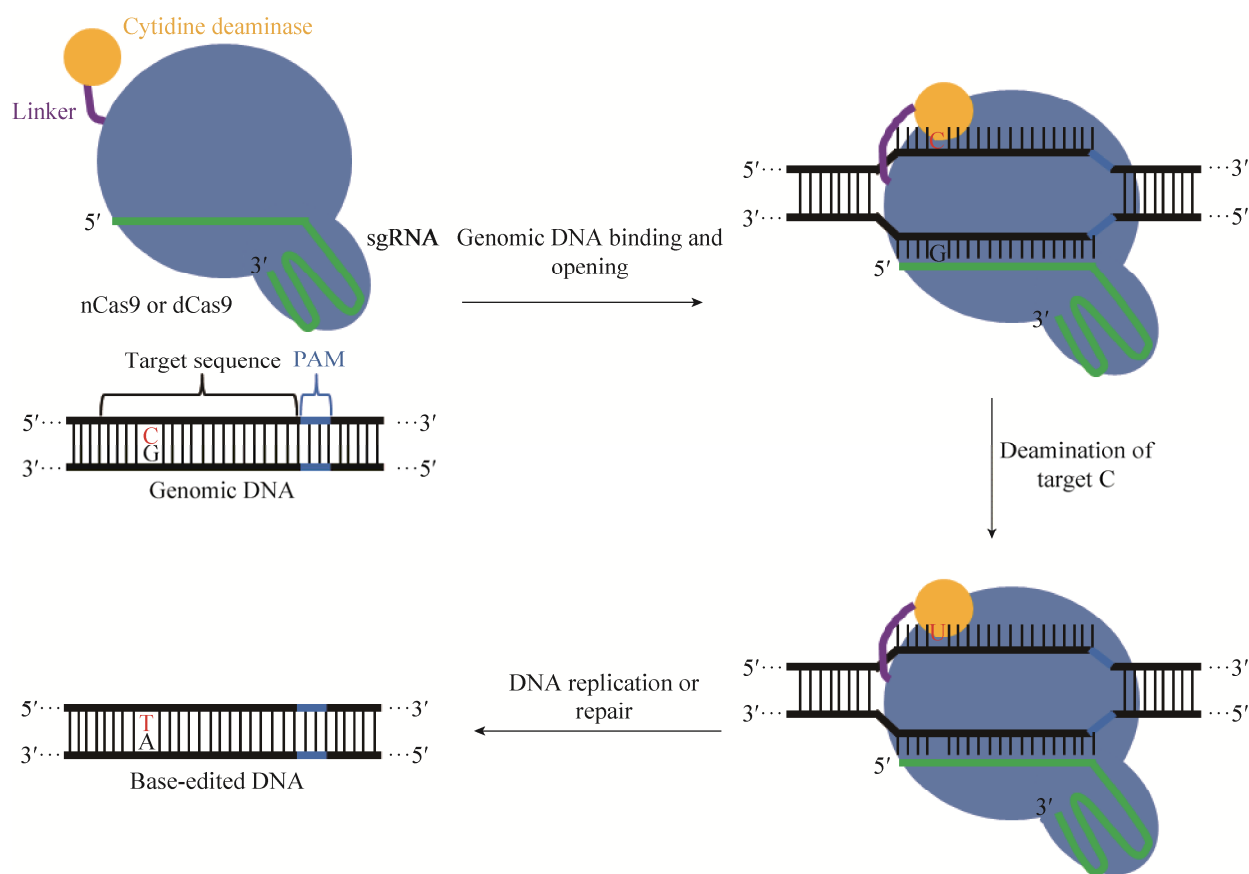 Cytidine deaminase
Linker
5′
sgRNA
3′
nCas9 or dCas9
Target sequence PAM
5′··· ···3′
C
G
3′··· ···5′
Genomic DNA
Genomic DNA binding and
opening
C
5′··· ···3′
3′··· ···5′
G
5′
3′
Deamination of
target C
U
5′··· ···3′
3′··· ···5′
5′
3′
DNA replication or
repair
5′··· ···3′
T
A
3′··· ···5′
Base-edited DNA